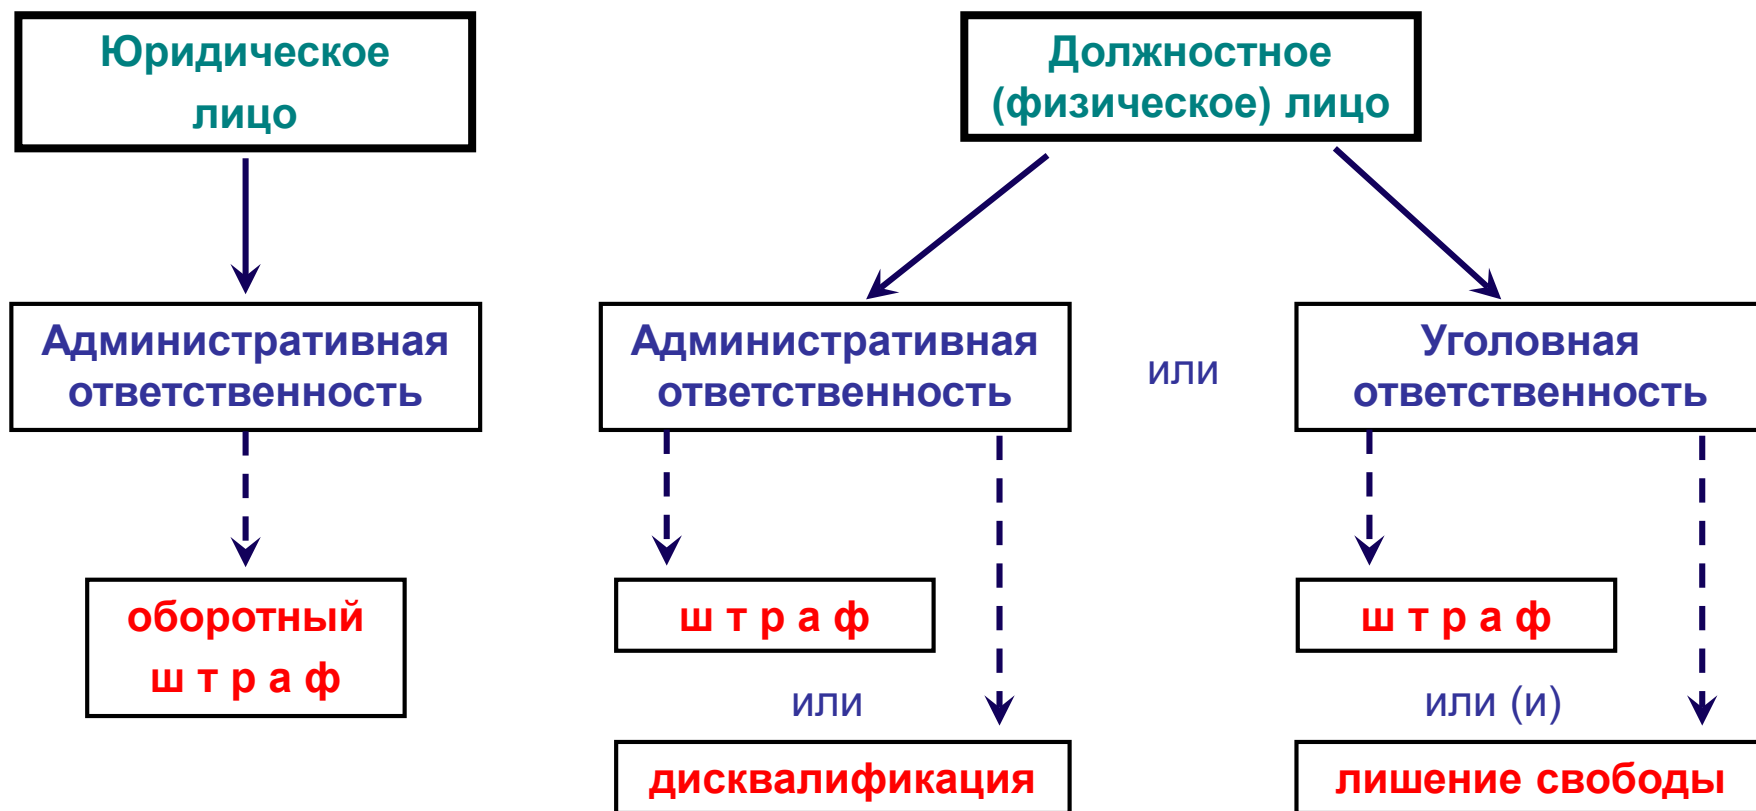 Юридическое
лицо
Должностное
(физическое) лицо
Административная
ответственность
Административная
ответственность
или
Уголовная
ответственность
оборотный
ш т р а ф
ш т р а ф
или
дисквалификация
ш т р а ф
или (и)
лишение свободы